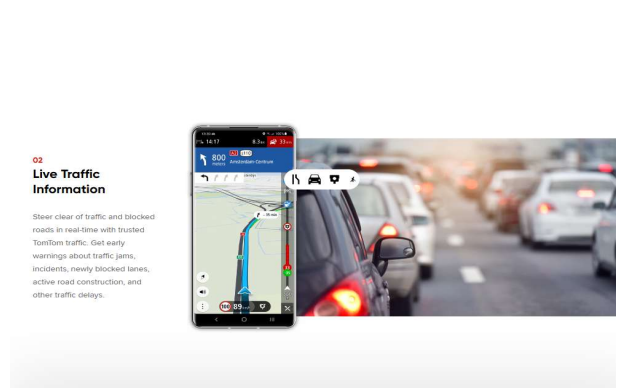 02
Live Traffic
Information
Steer clear of traffic and blocked
roads in real-time with trusted
TomTom traffic. Get early
warnings about traffic jams,
incidents, newly blocked lanes,
active road construction, and
other traffic delays.
14:17
800
meters
Amsterdam-Centrum
100
89